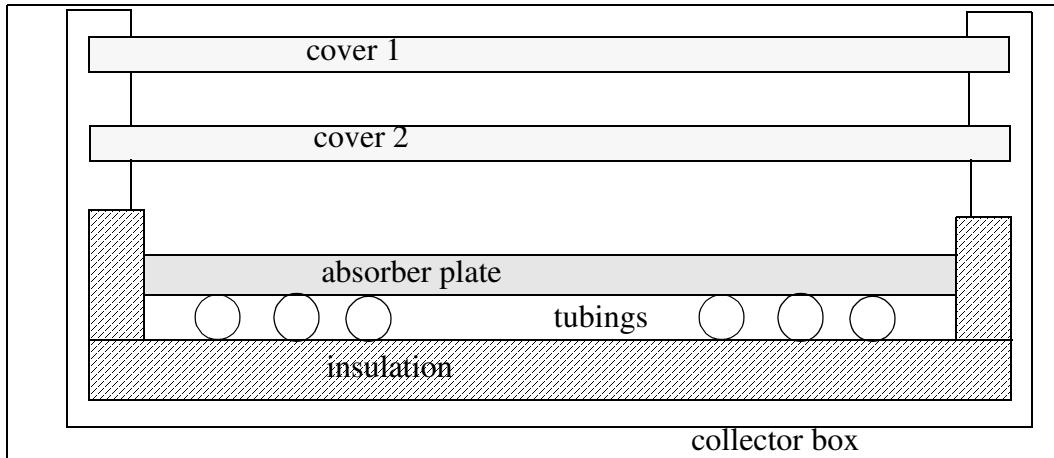 cover 1
cover 2
absorber plate
tubings
insulation
collector box